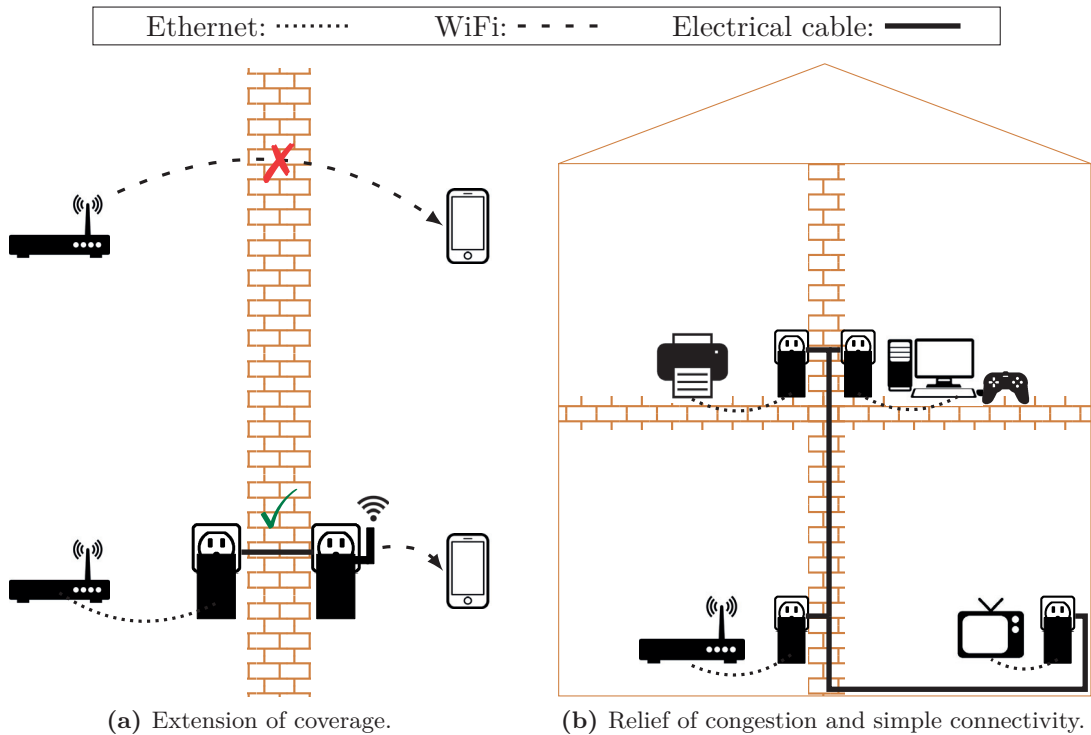 Ethernet: WiFi: Electrical cable:
(a) Extension of coverage.
(b) Relief of congestion and simple connectivity.